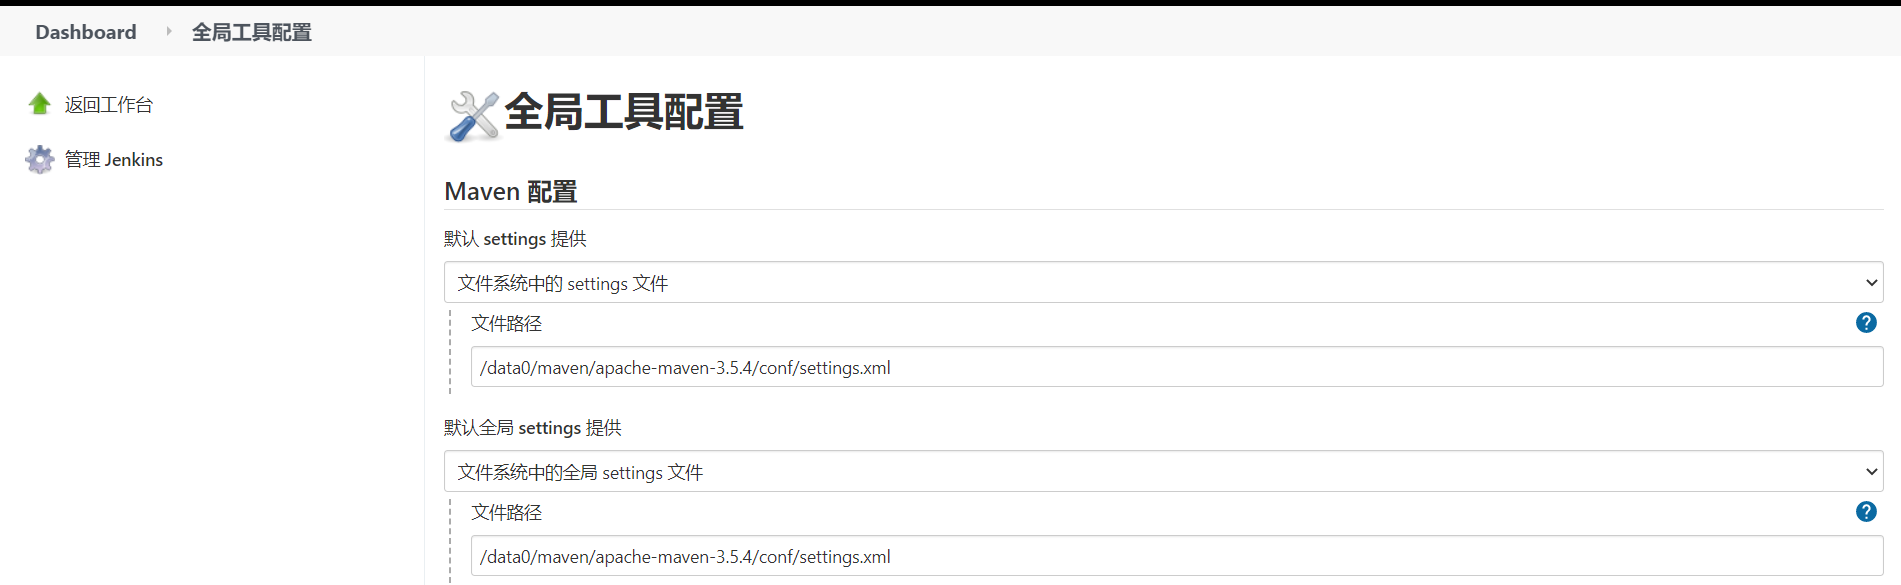 Dashboard 全局工具配置
返回工作台
管理 Jenkins
全局工具配置
Maven 配置
默认 settings 提供
文件系统中的 settings 文件
文件路径
/data0/maven/apache-maven-3.5.4/conf/settings.xml
默认全局 settings 提供
文件系统中的全局 settings 文件
文件路径
/data0/maven/apache-maven-3.5.4/conf/settings.xml